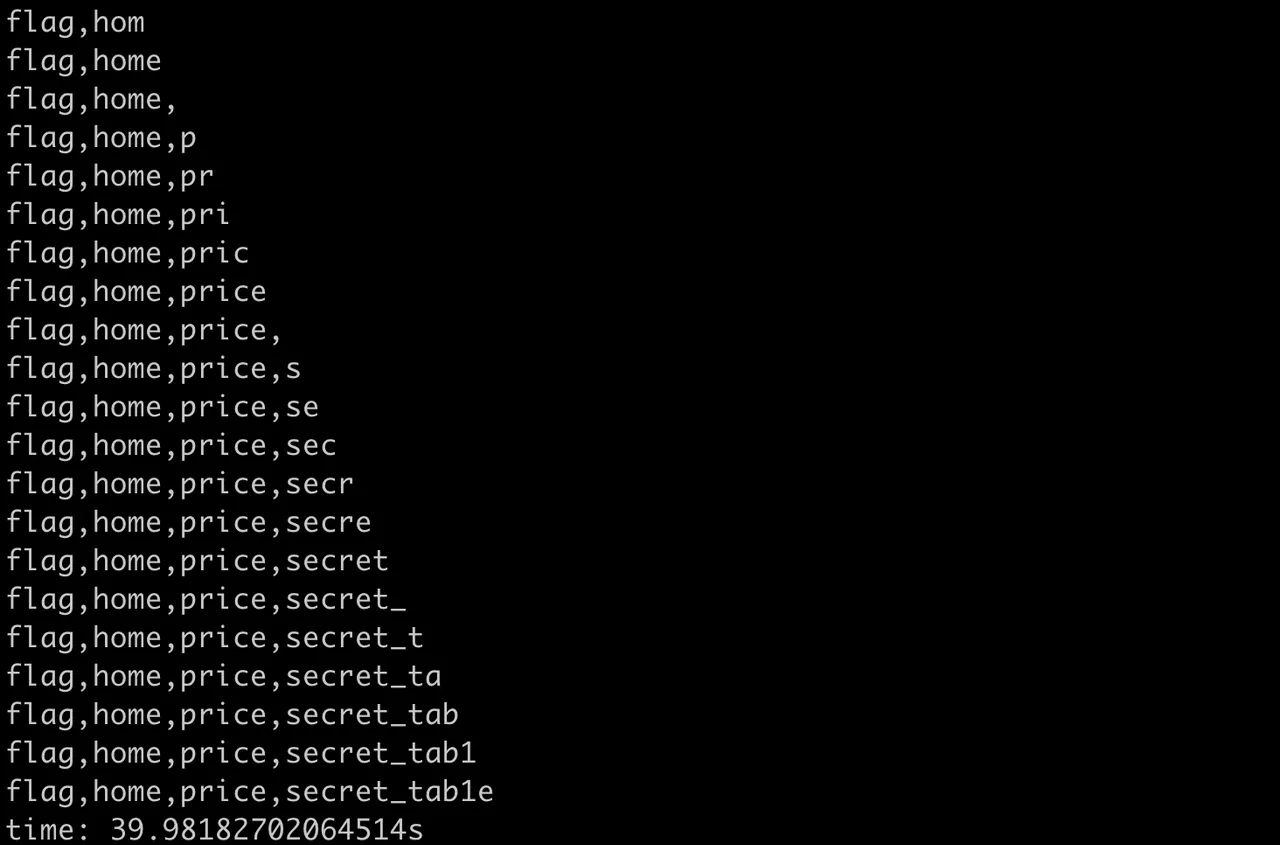 flag,hom
flag,home
flag,home,
flag,home,p
flag,home,pr
flag,home,pri
flag,home,pric
flag,home,price
flag,home,price,
flag,home,price,s
flag,home,price,se
flag,home,price,sec
flag,home,price,secr
flag,home,price,secre
flag,home,price,secret
flag,home,price,secret_
flag,home,price,secret_t
flag,home,price,secret_ta
flag,home,price,secret_tab
flag,home,price,secret_tab1
flag,home,price,secret_tab1e
time: 39.98182702064514s